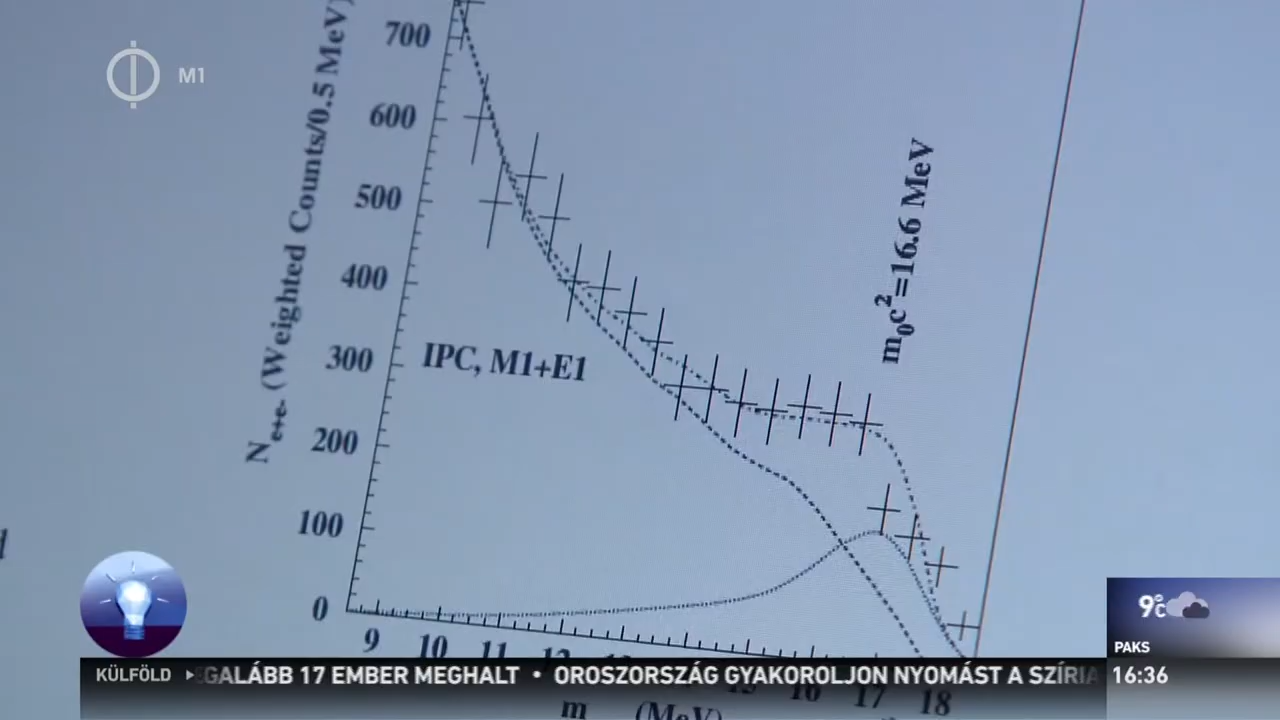 M1
N e+e- (Weighted Counts/0.5 MeV)
700
600
500
400
300
200
100
0
IPC, M1+E1
m₀c²=16.6 MeV
9
10
11
12
16
17
18
m (MeV)
9°C
PAKS
KÜLFÖLD
EGALÁBB 17 EMBER MEGHALT • OROSZORSZÁG GYAKOROLJON NYOMÁST A SZÍRIA
16:36